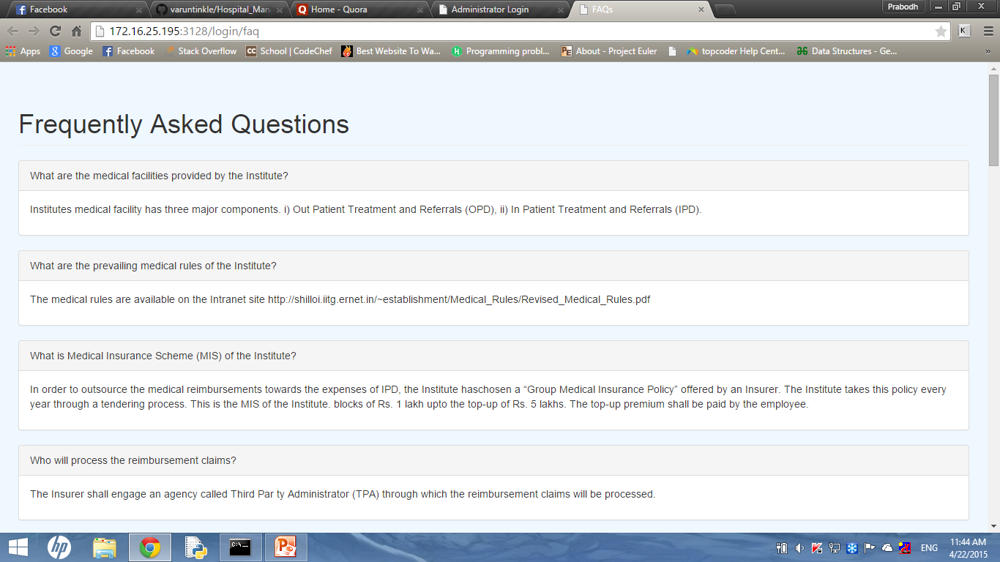 Facebook
varuntinkle/Hospital_Man
Home - Quora
Administrator Login
FAQs
Prabodh
172.16.25.195:3128/login/faq
Apps
Google
Facebook
Stack Overflow
School | CodeChef
Best Website To Wa...
Programming probl...
About - Project Euler
topcoder Help Cent...
Data Structures - Ge...
»
Frequently Asked Questions
What are the medical facilities provided by the Institute?
Institutes medical facility has three major components. i) Out Patient Treatment and Referrals (OPD), ii) In Patient Treatment and Referrals (IPD).
What are the prevailing medical rules of the Institute?
The medical rules are available on the Intranet site http://shilloi.iitg.ernet.in/~establishment/Medical_Rules/Revised_Medical_Rules.pdf
What is Medical Insurance Scheme (MIS) of the Institute?
In order to outsource the medical reimbursements towards the expenses of IPD, the Institute haschosen a “Group Medical Insurance Policy” offered by an Insurer. The Institute takes this policy every
year through a tendering process. This is the MIS of the Institute. blocks of Rs. 1 lakh upto the top-up of Rs. 5 lakhs. The top-up premium shall be paid by the employee.
Who will process the reimbursement claims?
The Insurer shall engage an agency called Third Par ty Administrator (TPA) through which the reimbursement claims will be processed.
ENG
11:44 AM
4/22/2015